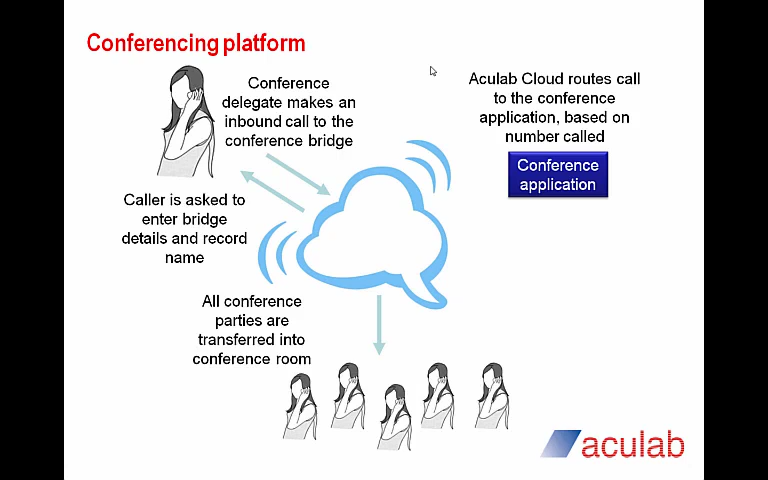 Conferencing platform
Conference
delegate makes an
inbound call to the
conference bridge
Aculab Cloud routes call
to the conference
application, based on
number called
Conference
application
Caller is asked to
enter bridge
details and record
name
All conference
parties are
transferred into
conference room
aculab